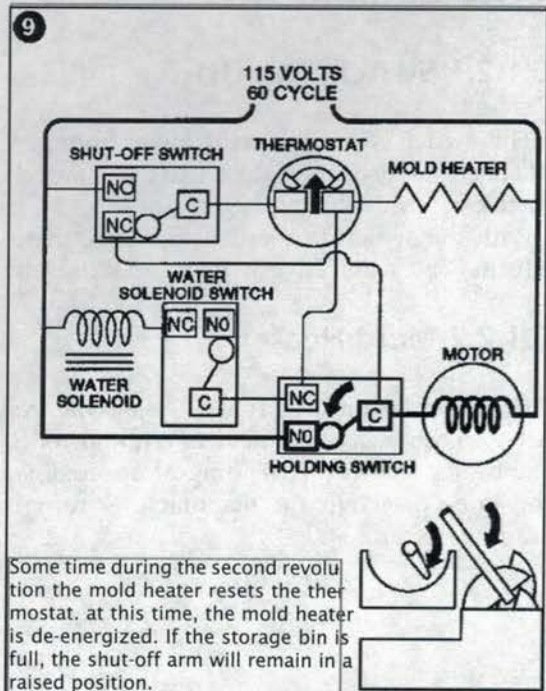 9
115 VOLTS
60 CYCLE
SHUT-OFF SWITCH
THERMOSTAT
MOLD HEATER
NO
NC
C
WATER
SOLENOID SWITCH
NC
NO
C
WATER
SOLENOID
NC
NO
C
HOLDING SWITCH
MOTOR
Some time during the second revolu
tion the mold heater resets the ther
mostat. at this time, the mold heater
is de-energized. If the storage bin is
full, the shut-off arm will remain in a
raised position.